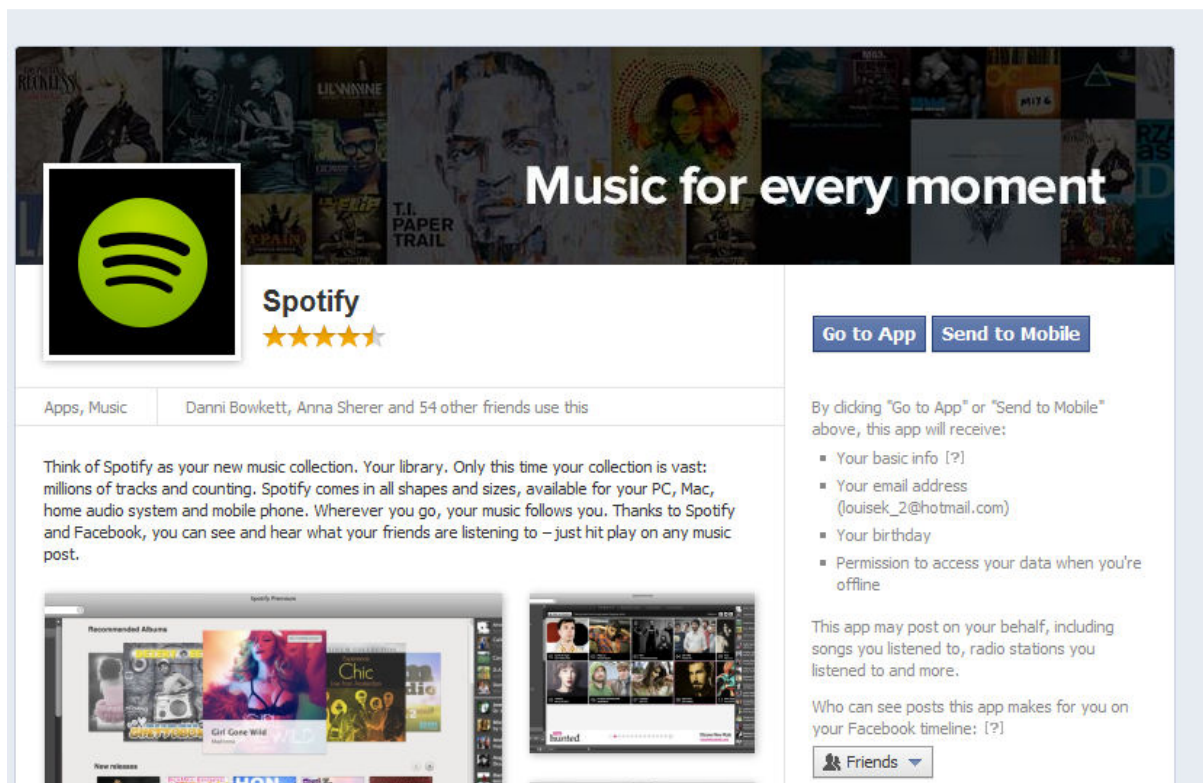 RECKLESS
LIL WAYNE
M17 G
RZA
Music for every moment
T-PAIN
T.I.
PAPER
TRAIL
Spotify
Go to App Send to Mobile
Apps, Music Danni Bowkett, Anna Sherer and 54 other friends use this
Think of Spotify as your new music collection. Your library. Only this time your collection is vast:
millions of tracks and counting. Spotify comes in all shapes and sizes, available for your PC, Mac,
home audio system and mobile phone. Wherever you go, your music follows you. Thanks to Spotify
and Facebook, you can see and hear what your friends are listening to – just hit play on any music
post.
By clicking "Go to App" or "Send to Mobile"
above, this app will receive:
Your basic info [?]
Your email address
(louisek_2@hotmail.com)
Your birthday
Permission to access your data when you're
offline
This app may post on your behalf, including
songs you listened to, radio stations you
listened to and more.
Who can see posts this app makes for you on
your Facebook timeline: [?]
Friends
Spotify Premium
Recommended Albums
Chic
Girl Gone Wild
Madonna
New releases
hunted